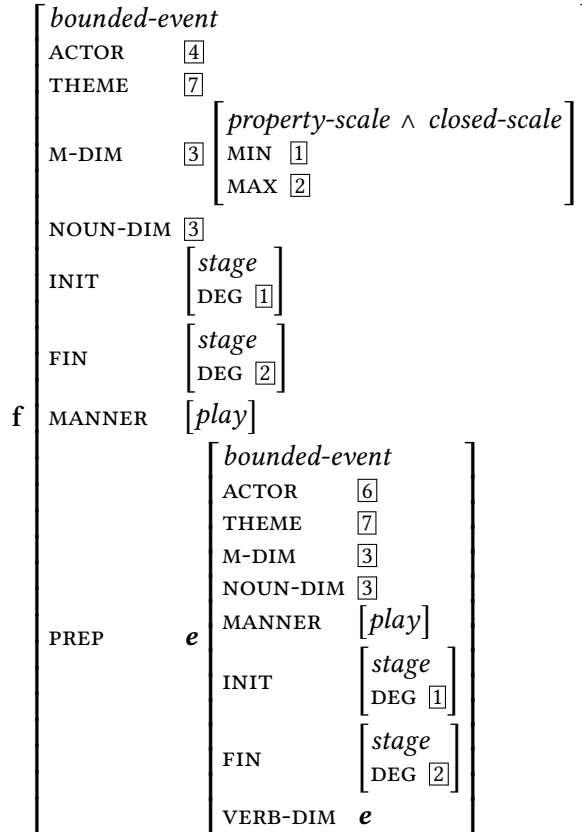 bounded-event
ACTOR 4
THEME 7
property-scale ∧ closed-scale
M-DIM 3 MIN 1
MAX 2
NOUN-DIM 3
stage
INIT
DEG 1
stage
FIN
DEG 2
f MANNER [play]
bounded-event
ACTOR 6
THEME 7
M-DIM 3
NOUN-DIM 3
MANNER [play]
PREP e
stage
INIT
DEG 1
stage
FIN
DEG 2
VERB-DIM e